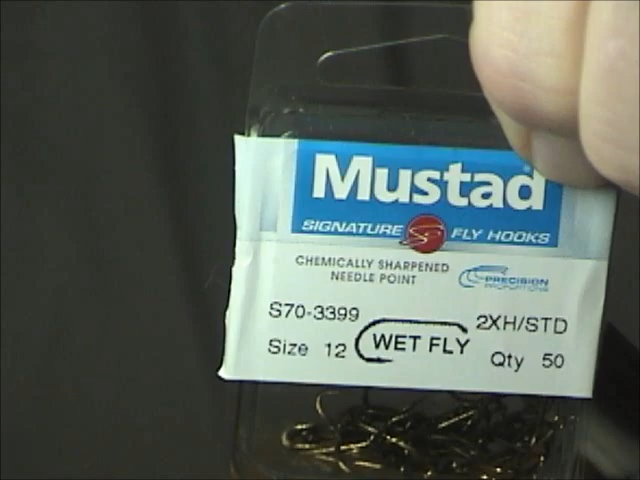 Mustad
SIGNATURE FLY HOOKS
CHEMICALLY SHARPENED
NEEDLE POINT
PRECISION
PROPORTIONS
S70-3399 2XH/STD
Size 12 WET FLY Qty 50